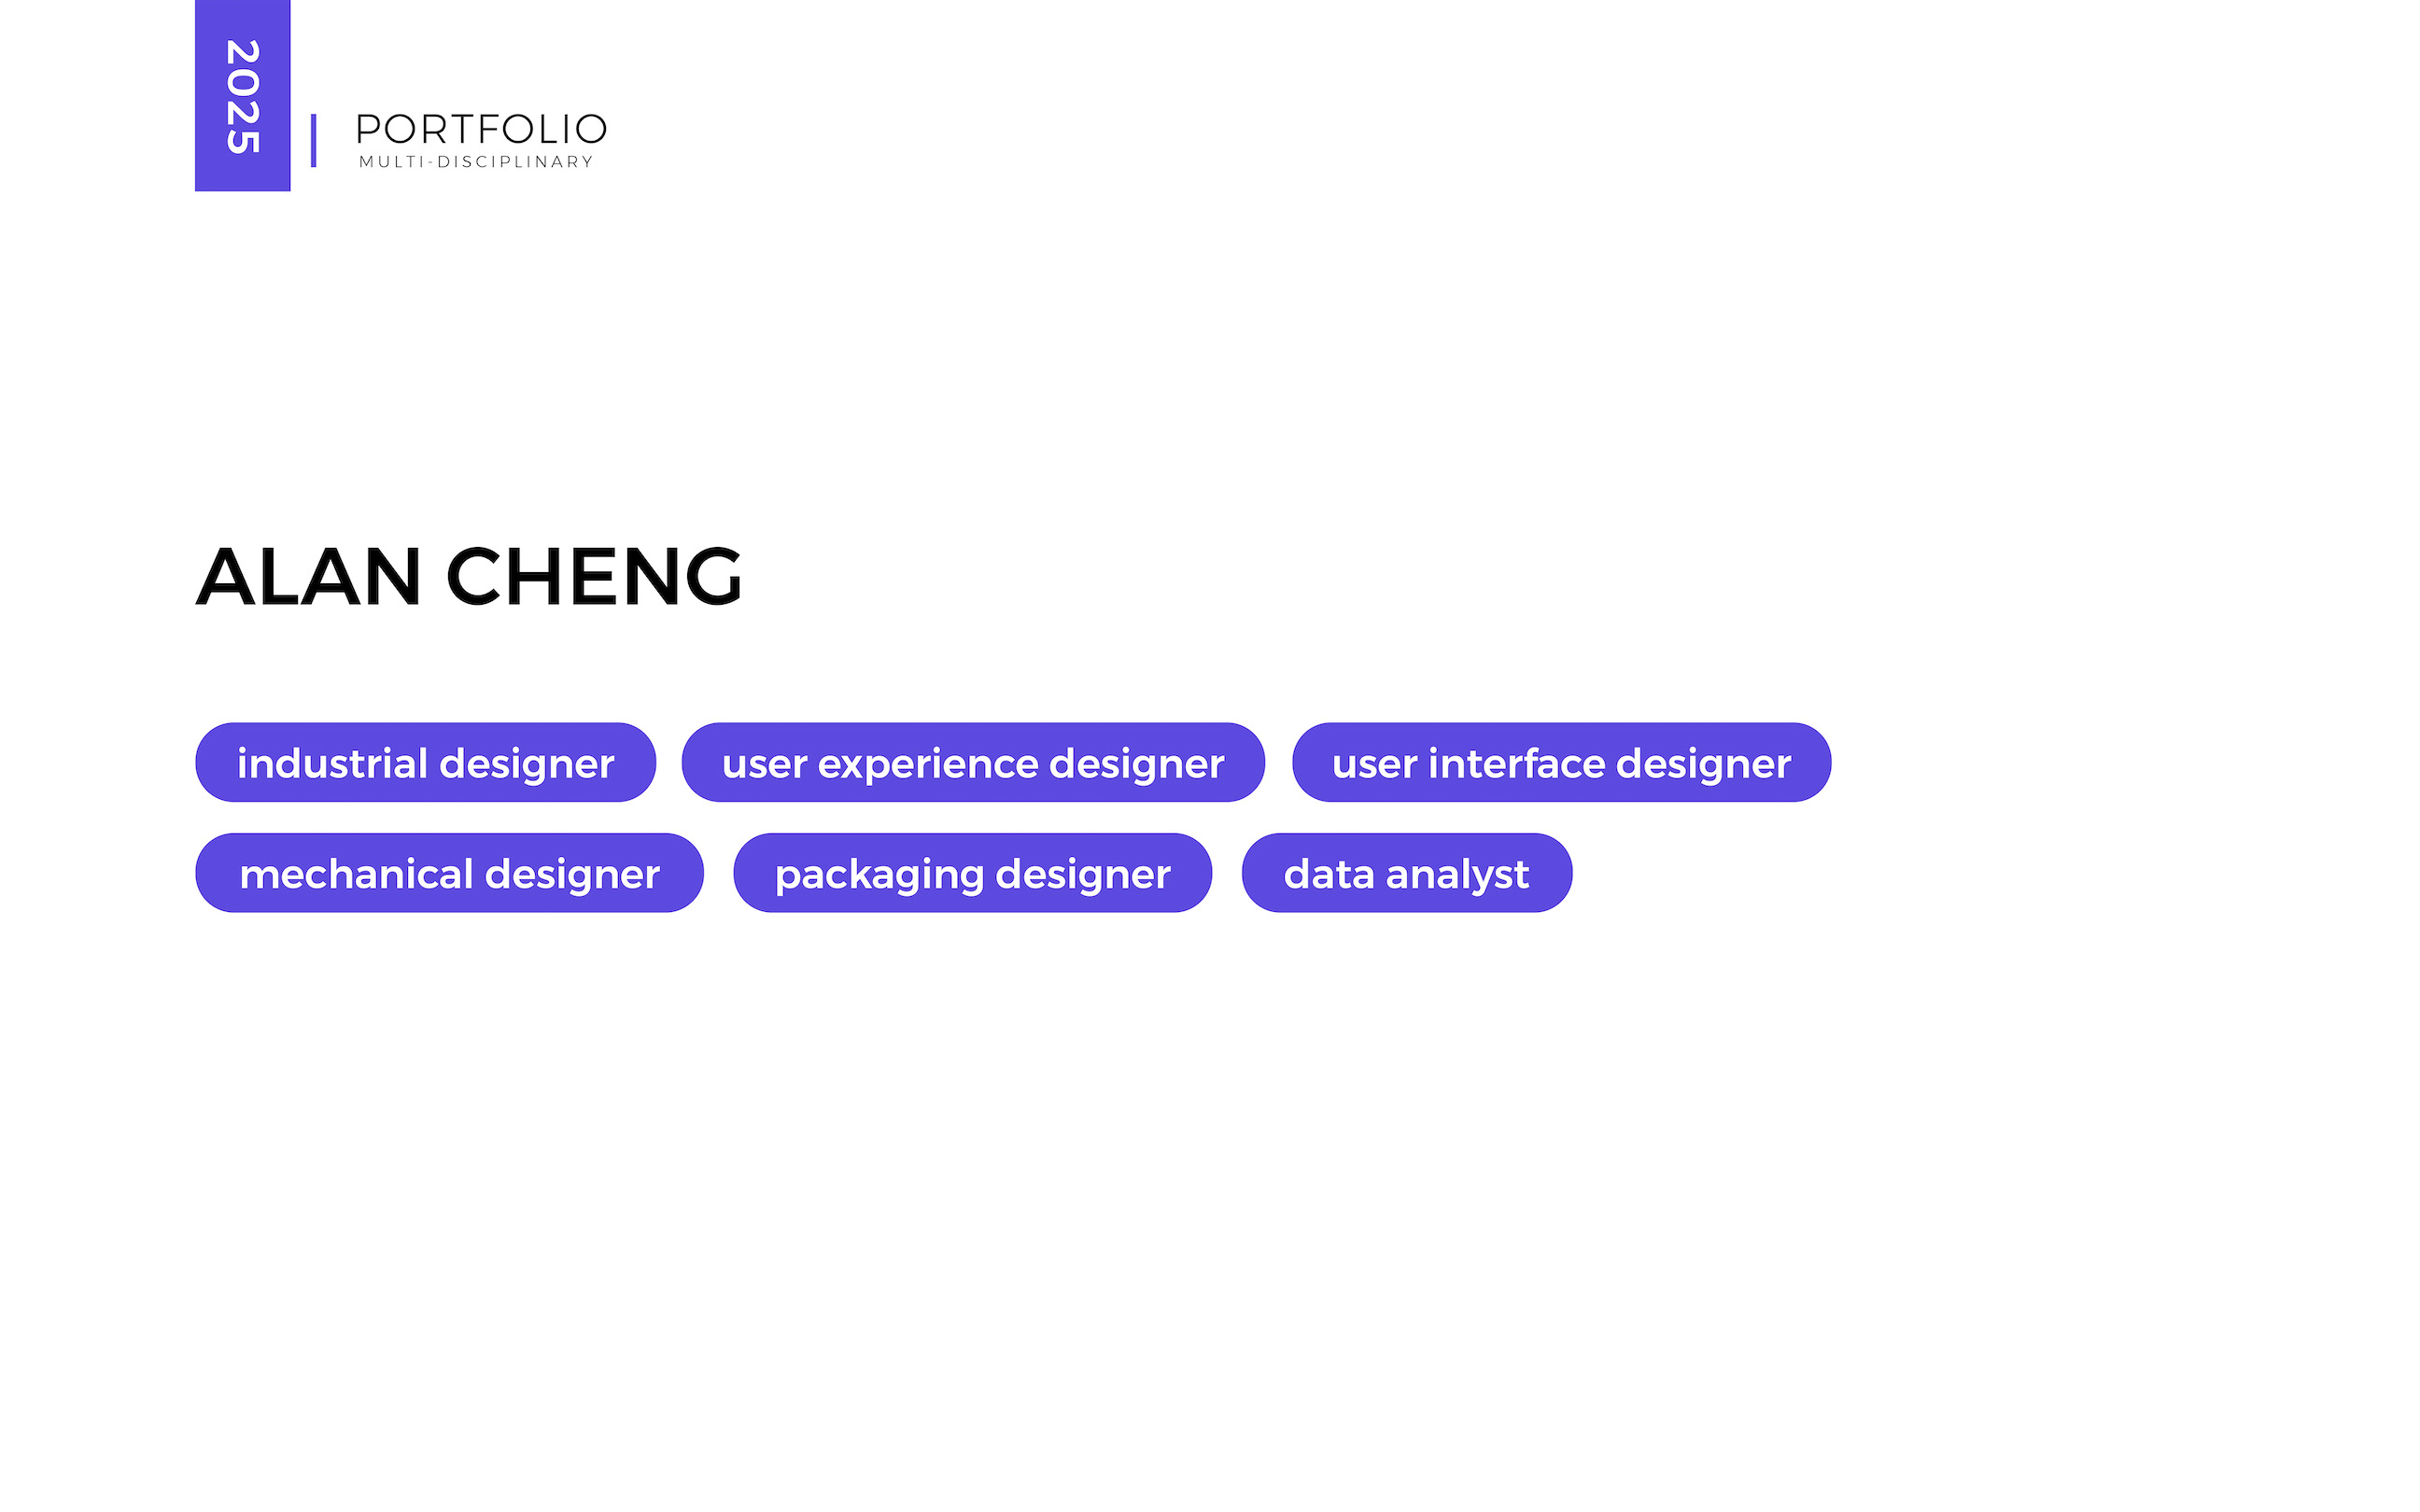 2025
PORTFOLIO
MULTI-DISCIPLINARY
ALAN CHENG
industrial designer
user experience designer
user interface designer
mechanical designer
packaging designer
data analyst